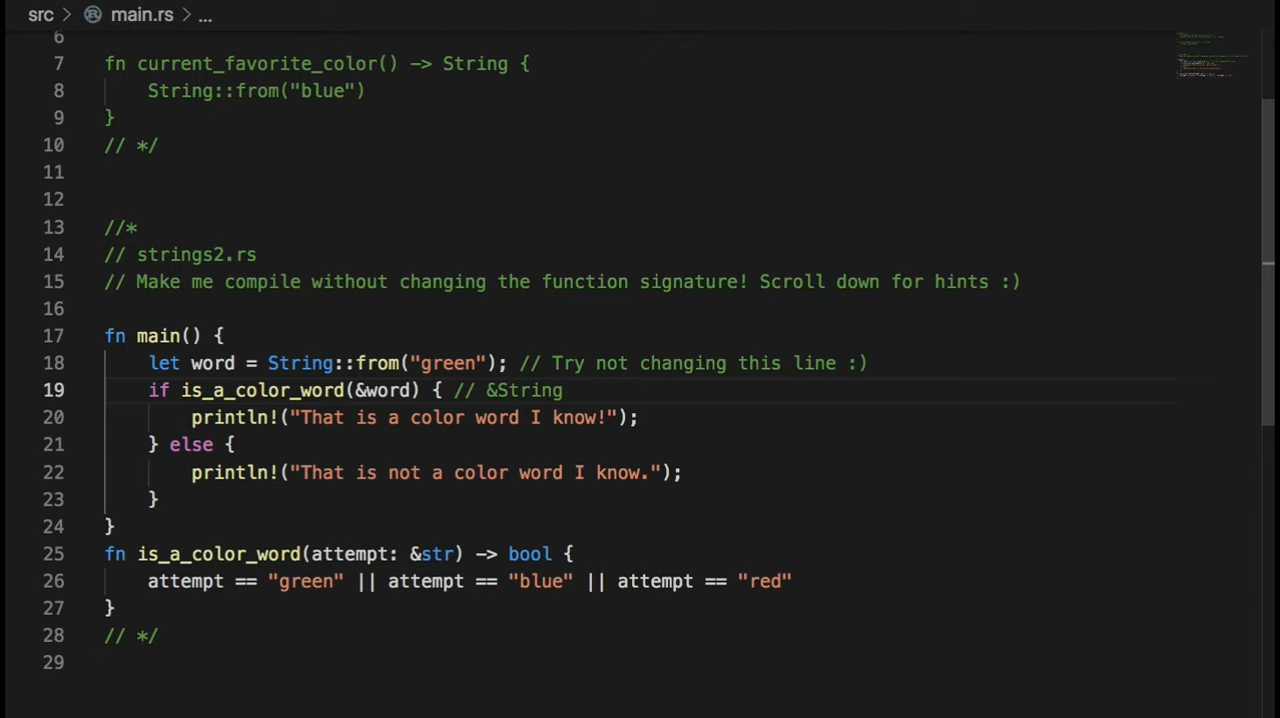 src > main.rs > ...
6
7 fn current_favorite_color() -> String {
8 String::from("blue")
9 }
10 // */
11
12
13 //*
14 // strings2.rs
15 // Make me compile without changing the function signature! Scroll down for hints :)
16
17 fn main() {
18 let word = String::from("green"); // Try not changing this line :)
19 if is_a_color_word(&word) { // &String
20 println!("That is a color word I know!");
21 } else {
22 println!("That is not a color word I know.");
23 }
24 }
25 fn is_a_color_word(attempt: &str) -> bool {
26 attempt == "green" || attempt == "blue" || attempt == "red"
27 }
28 // */
29